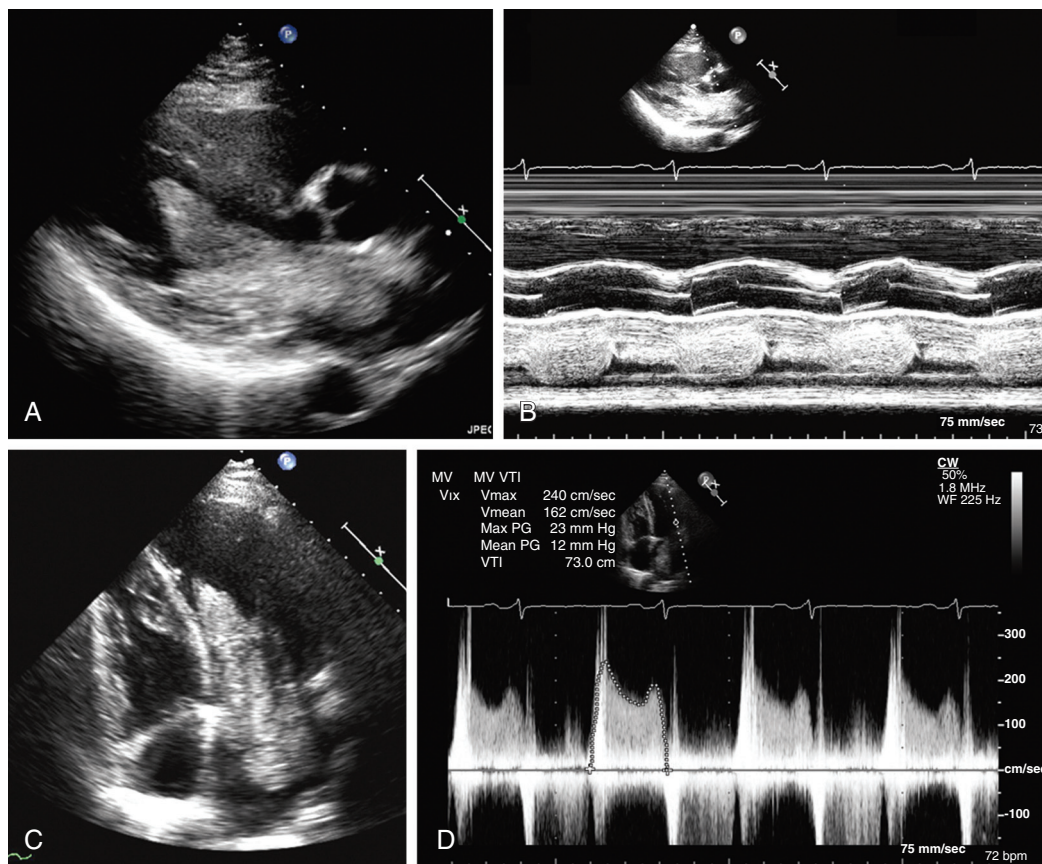 P
A
JPEG
P
B
75 mm/sec
73
P
C
MV MV VTI
Vix Vmax 240 cm/sec
Vmean 162 cm/sec
Max PG 23 mm Hg
Mean PG 12 mm Hg
VTI 73.0 cm
CW
50%
1.8 MHz
WF 225 Hz
300
200
100
cm/sec
-100
D
75 mm/sec
72 bpm